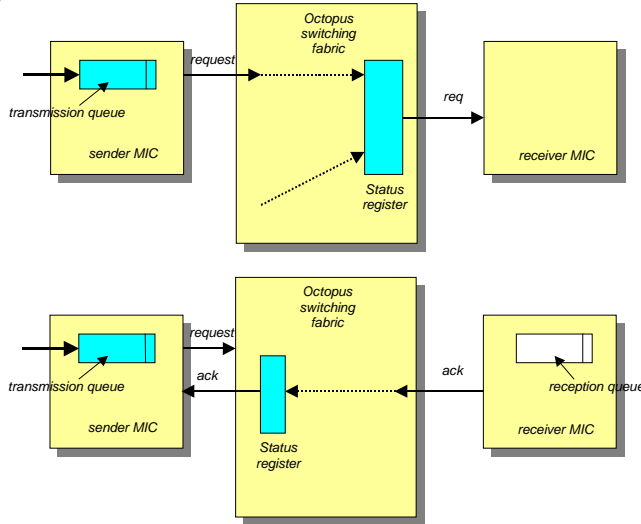 Octopus
switching
fabric
request
transmission queue
req
sender MIC
receiver MIC
Status
register
Octopus
switching
fabric
request
ack
ack
transmission queue
reception queue
sender MIC
receiver MIC
Status
register